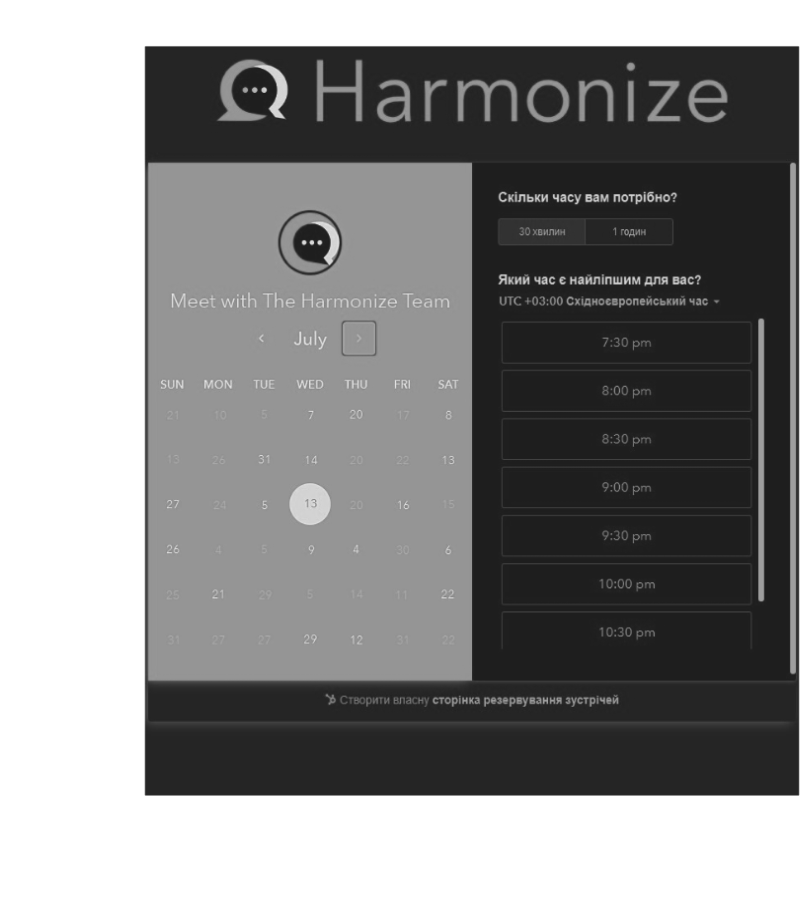 Harmonize
Meet with The Harmonize Team
July
SUN MON TUE WED THU FRI SAT
21 10 5 7 20 17 8
13 26 31 14 20 22 13
27 24 5 13 20 16 15
26 4 5 9 4 30 6
25 21 29 5 14 11 22
31 27 27 29 12 31 22
Скільки часу вам потрібно?
30 хвилин 1 годин
Який час є найліпшим для вас?
UTC +03:00 Східноєвропейський час
7:30 pm
8:00 pm
8:30 pm
9:00 pm
9:30 pm
10:00 pm
10:30 pm
Створити власну сторінка резервування зустрічей